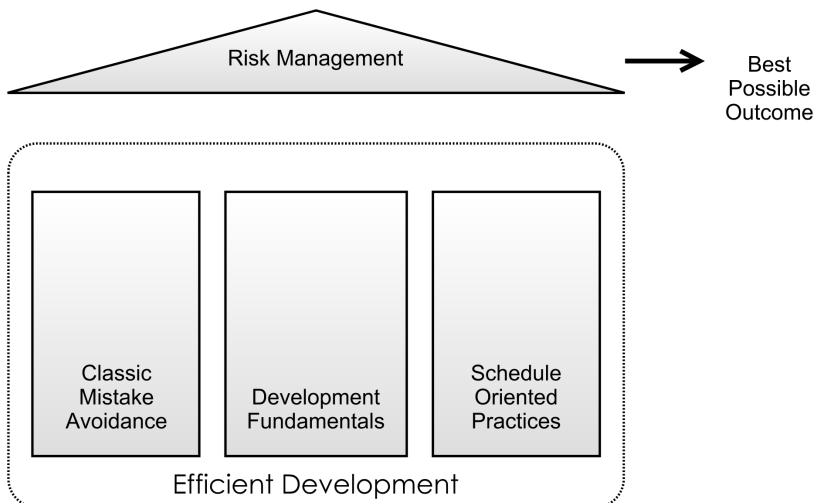 Risk Management
Best
Possible
Outcome
Classic
Mistake
Avoidance
Development
Fundamentals
Schedule
Oriented
Practices
Efficient Development